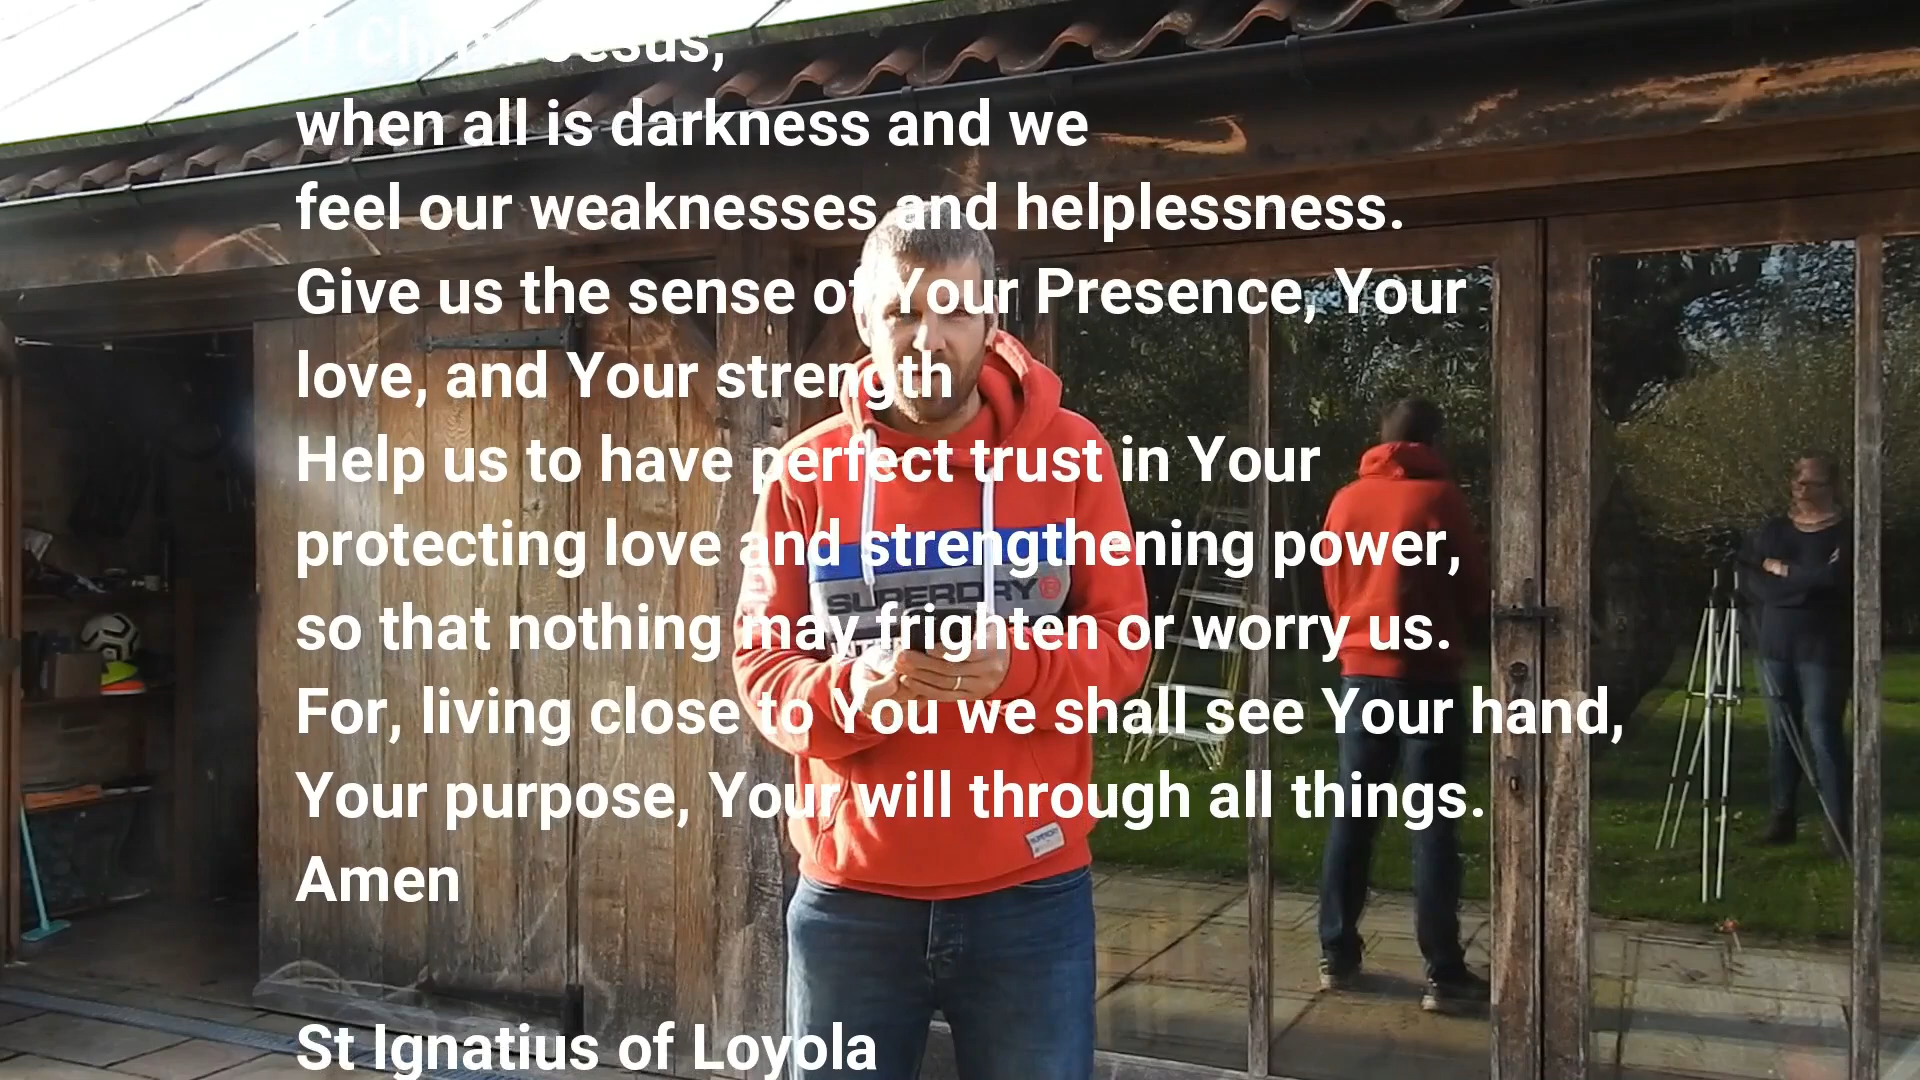 O Christ Jesus,
when all is darkness and we
feel our weaknesses and helplessness.
Give us the sense of Your Presence, Your
love, and Your strength
Help us to have perfect trust in Your
protecting love and strengthening power,
so that nothing may frighten or worry us.
For, living close to You we shall see Your hand,
Your purpose, Your will through all things.
Amen
St Ignatius of Loyola
SUPERDRY